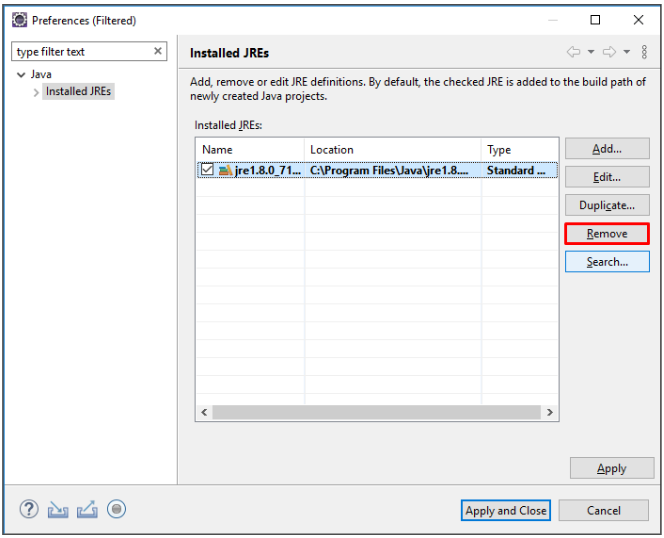 Preferences (Filtered)
type filter text
Java
Installed JREs
Installed JREs
Add, remove or edit JRE definitions. By default, the checked JRE is added to the build path of
newly created Java projects.
Installed JREs:
Name Location Type
jre1.8.0_71... C:\Program Files\Java\jre1.8.... Standard ...
Add...
Edit...
Duplicate...
Remove
Search...
Apply
Apply and Close
Cancel